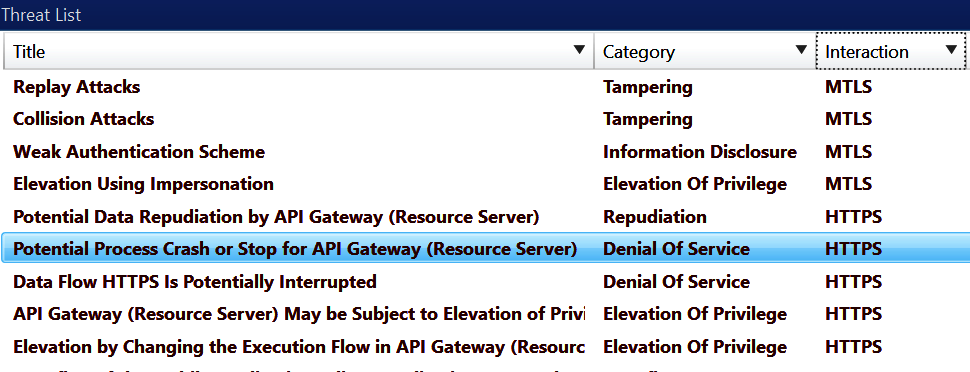 Threat List
Title Category Interaction
Replay Attacks Tampering MTLS
Collision Attacks Tampering MTLS
Weak Authentication Scheme Information Disclosure MTLS
Elevation Using Impersonation Elevation Of Privilege MTLS
Potential Data Repudiation by API Gateway (Resource Server) Repudiation HTTPS
Potential Process Crash or Stop for API Gateway (Resource Server) Denial Of Service HTTPS
Data Flow HTTPS Is Potentially Interrupted Denial Of Service HTTPS
API Gateway (Resource Server) May be Subject to Elevation of Privi Elevation Of Privilege HTTPS
Elevation by Changing the Execution Flow in API Gateway (Resourc Elevation Of Privilege HTTPS